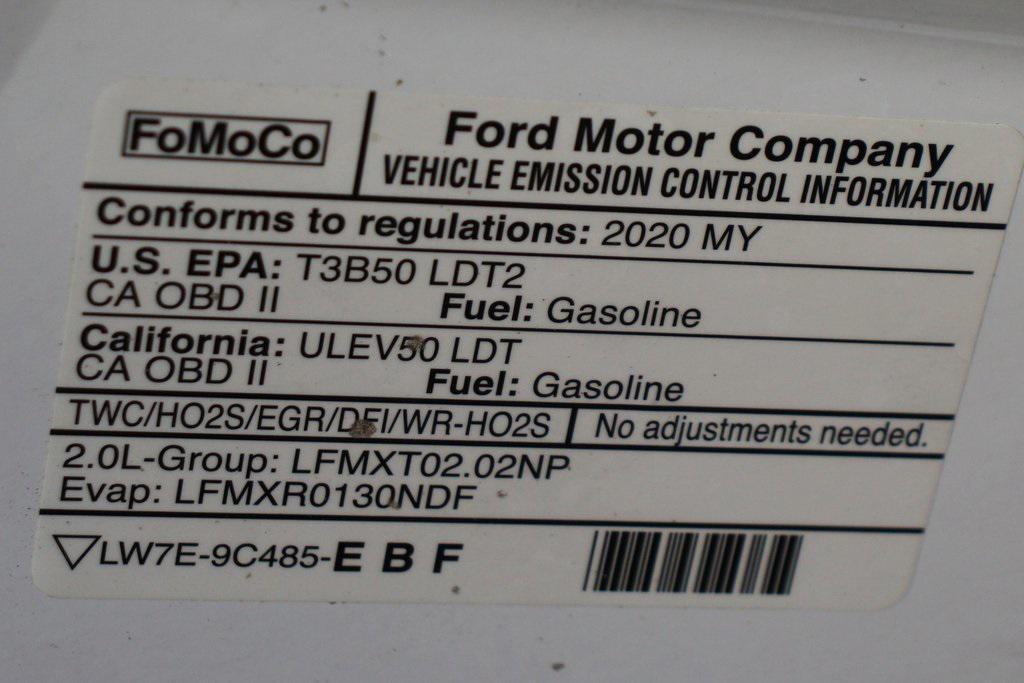 FoMoCo
Ford Motor Company
VEHICLE EMISSION CONTROL INFORMATION
Conforms to regulations: 2020 MY
U.S. EPA: T3B50 LDT2
CA OBD II Fuel: Gasoline
California: ULEV50 LDT
CA OBD II Fuel: Gasoline
TWC/HO2S/EGR/DFI/WR-HO2S No adjustments needed.
2.0L-Group: LFMXT02.02NP
Evap: LFMXR0130NDF
LW7E-9C485-E B F